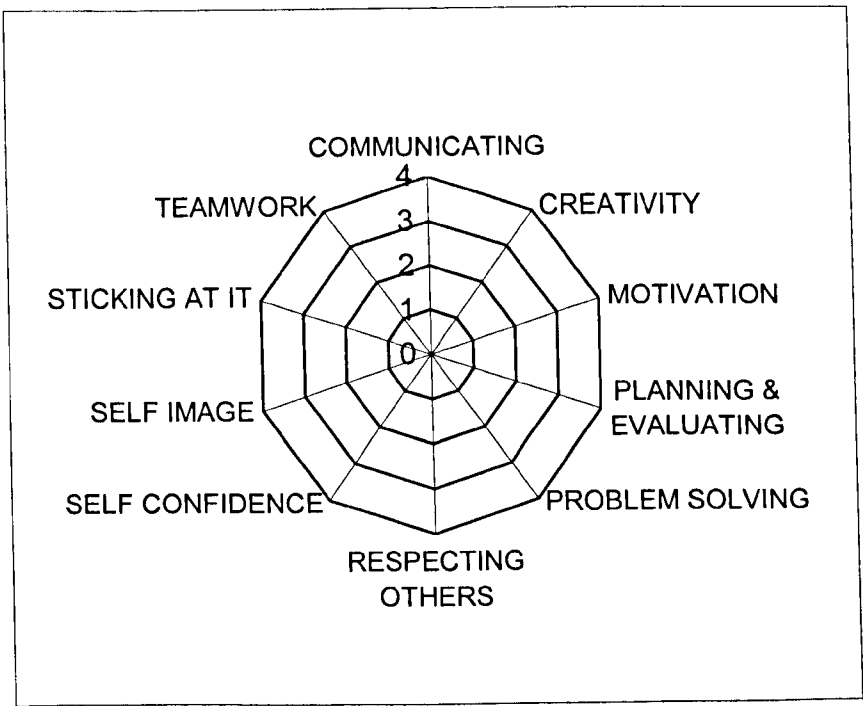 COMMUNICATING
4
TEAMWORK
CREATIVITY
3
2
STICKING AT IT
MOTIVATION
1
0
SELF IMAGE
PLANNING &
EVALUATING
SELF CONFIDENCE
PROBLEM SOLVING
RESPECTING
OTHERS